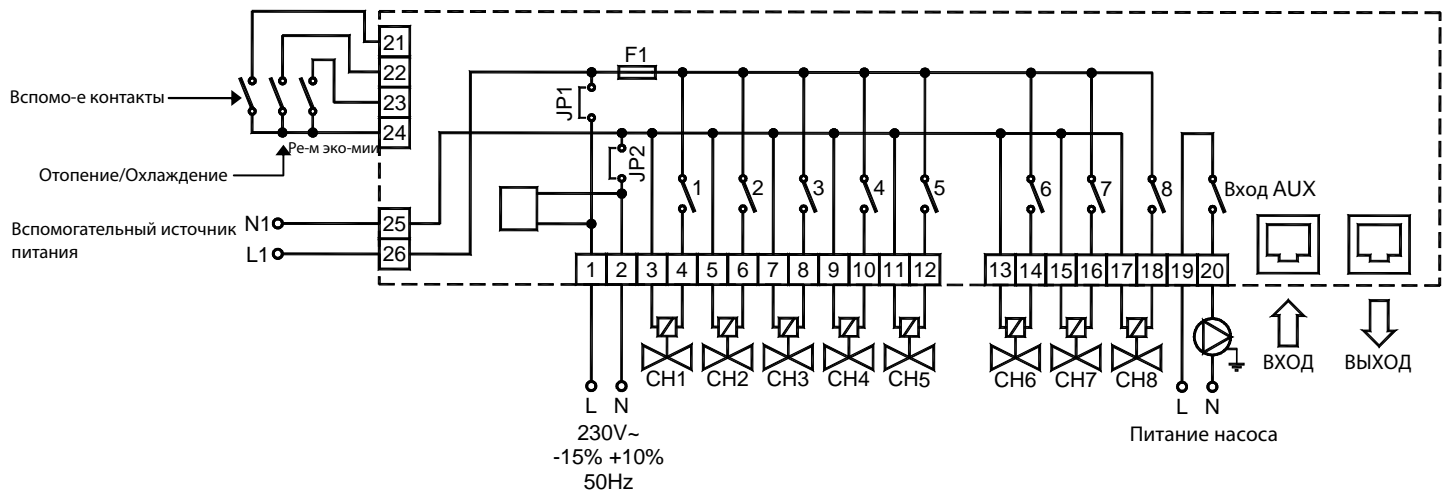 21
22
23
24
Вспомо-е контакты
Ре-м эко-мии
Отопение/Охлаждение
Вспомогательный источник
питания
N1
L1
25
26
F1
JP1
JP2
1
2
3
4
5
6
7
8
Вход AUX
1 2 3 4 5 6 7 8 9 10 11 12
13 14 15 16 17 18 19 20
CH1 CH2 CH3 CH4 CH5
CH6 CH7 CH8
ВХОД
ВЫХОД
L N
230V~
-15% +10%
50Hz
L N
Питание насоса